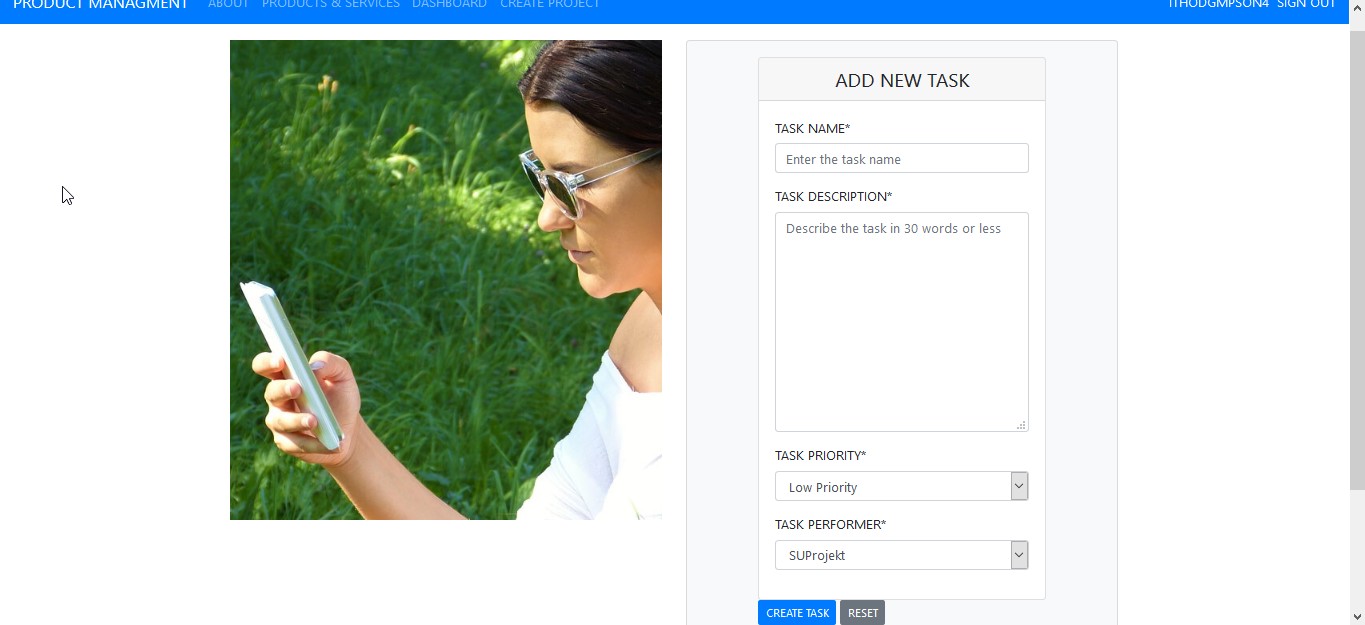 PRODUCT MANAGMENT ABOUT PRODUCTS & SERVICES DASHBOARD CREATE PROJECT ITHODGMPSON4 SIGN OUT
ADD NEW TASK
TASK NAME*
Enter the task name
TASK DESCRIPTION*
Describe the task in 30 words or less
TASK PRIORITY*
Low Priority
TASK PERFORMER*
SUProjekt
CREATE TASK RESET